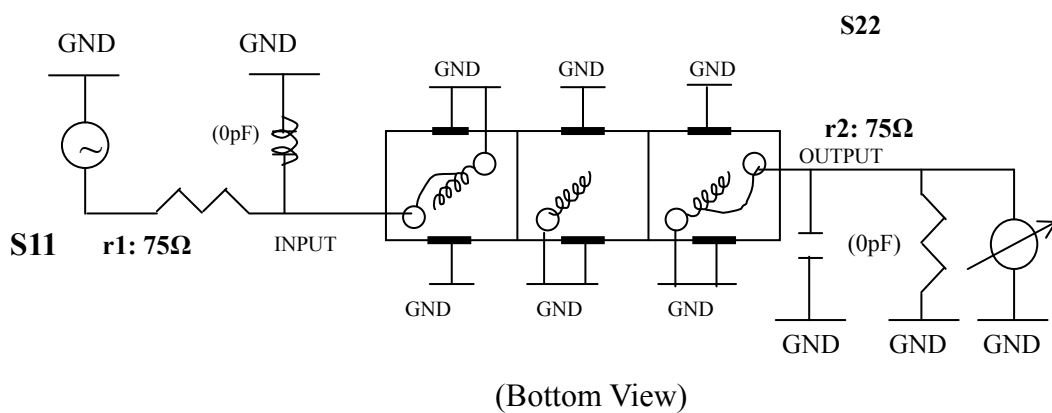 S22
GND
GND
GND
GND
GND
(0pF)
r2: 75Ω
OUTPUT
S11
r1: 75Ω
INPUT
(0pF)
GND
GND
GND
GND
GND
GND
(Bottom View)